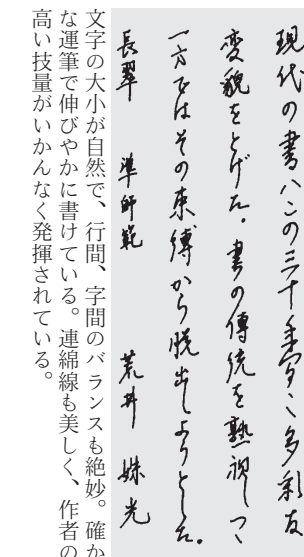 現代の書はこの三十年実に多彩な
変貌をとげた。書の傳統を熟視しつつ
一方ではその束縛から脱出しようとした。
長翠 準師範 荒井 姝光
文字の大小が自然で、行間、字間のバランスも絶妙。確か
な運筆で伸びやかに書けている。連綿線も美しく、作者の
高い技量がいかんなく発揮されている。